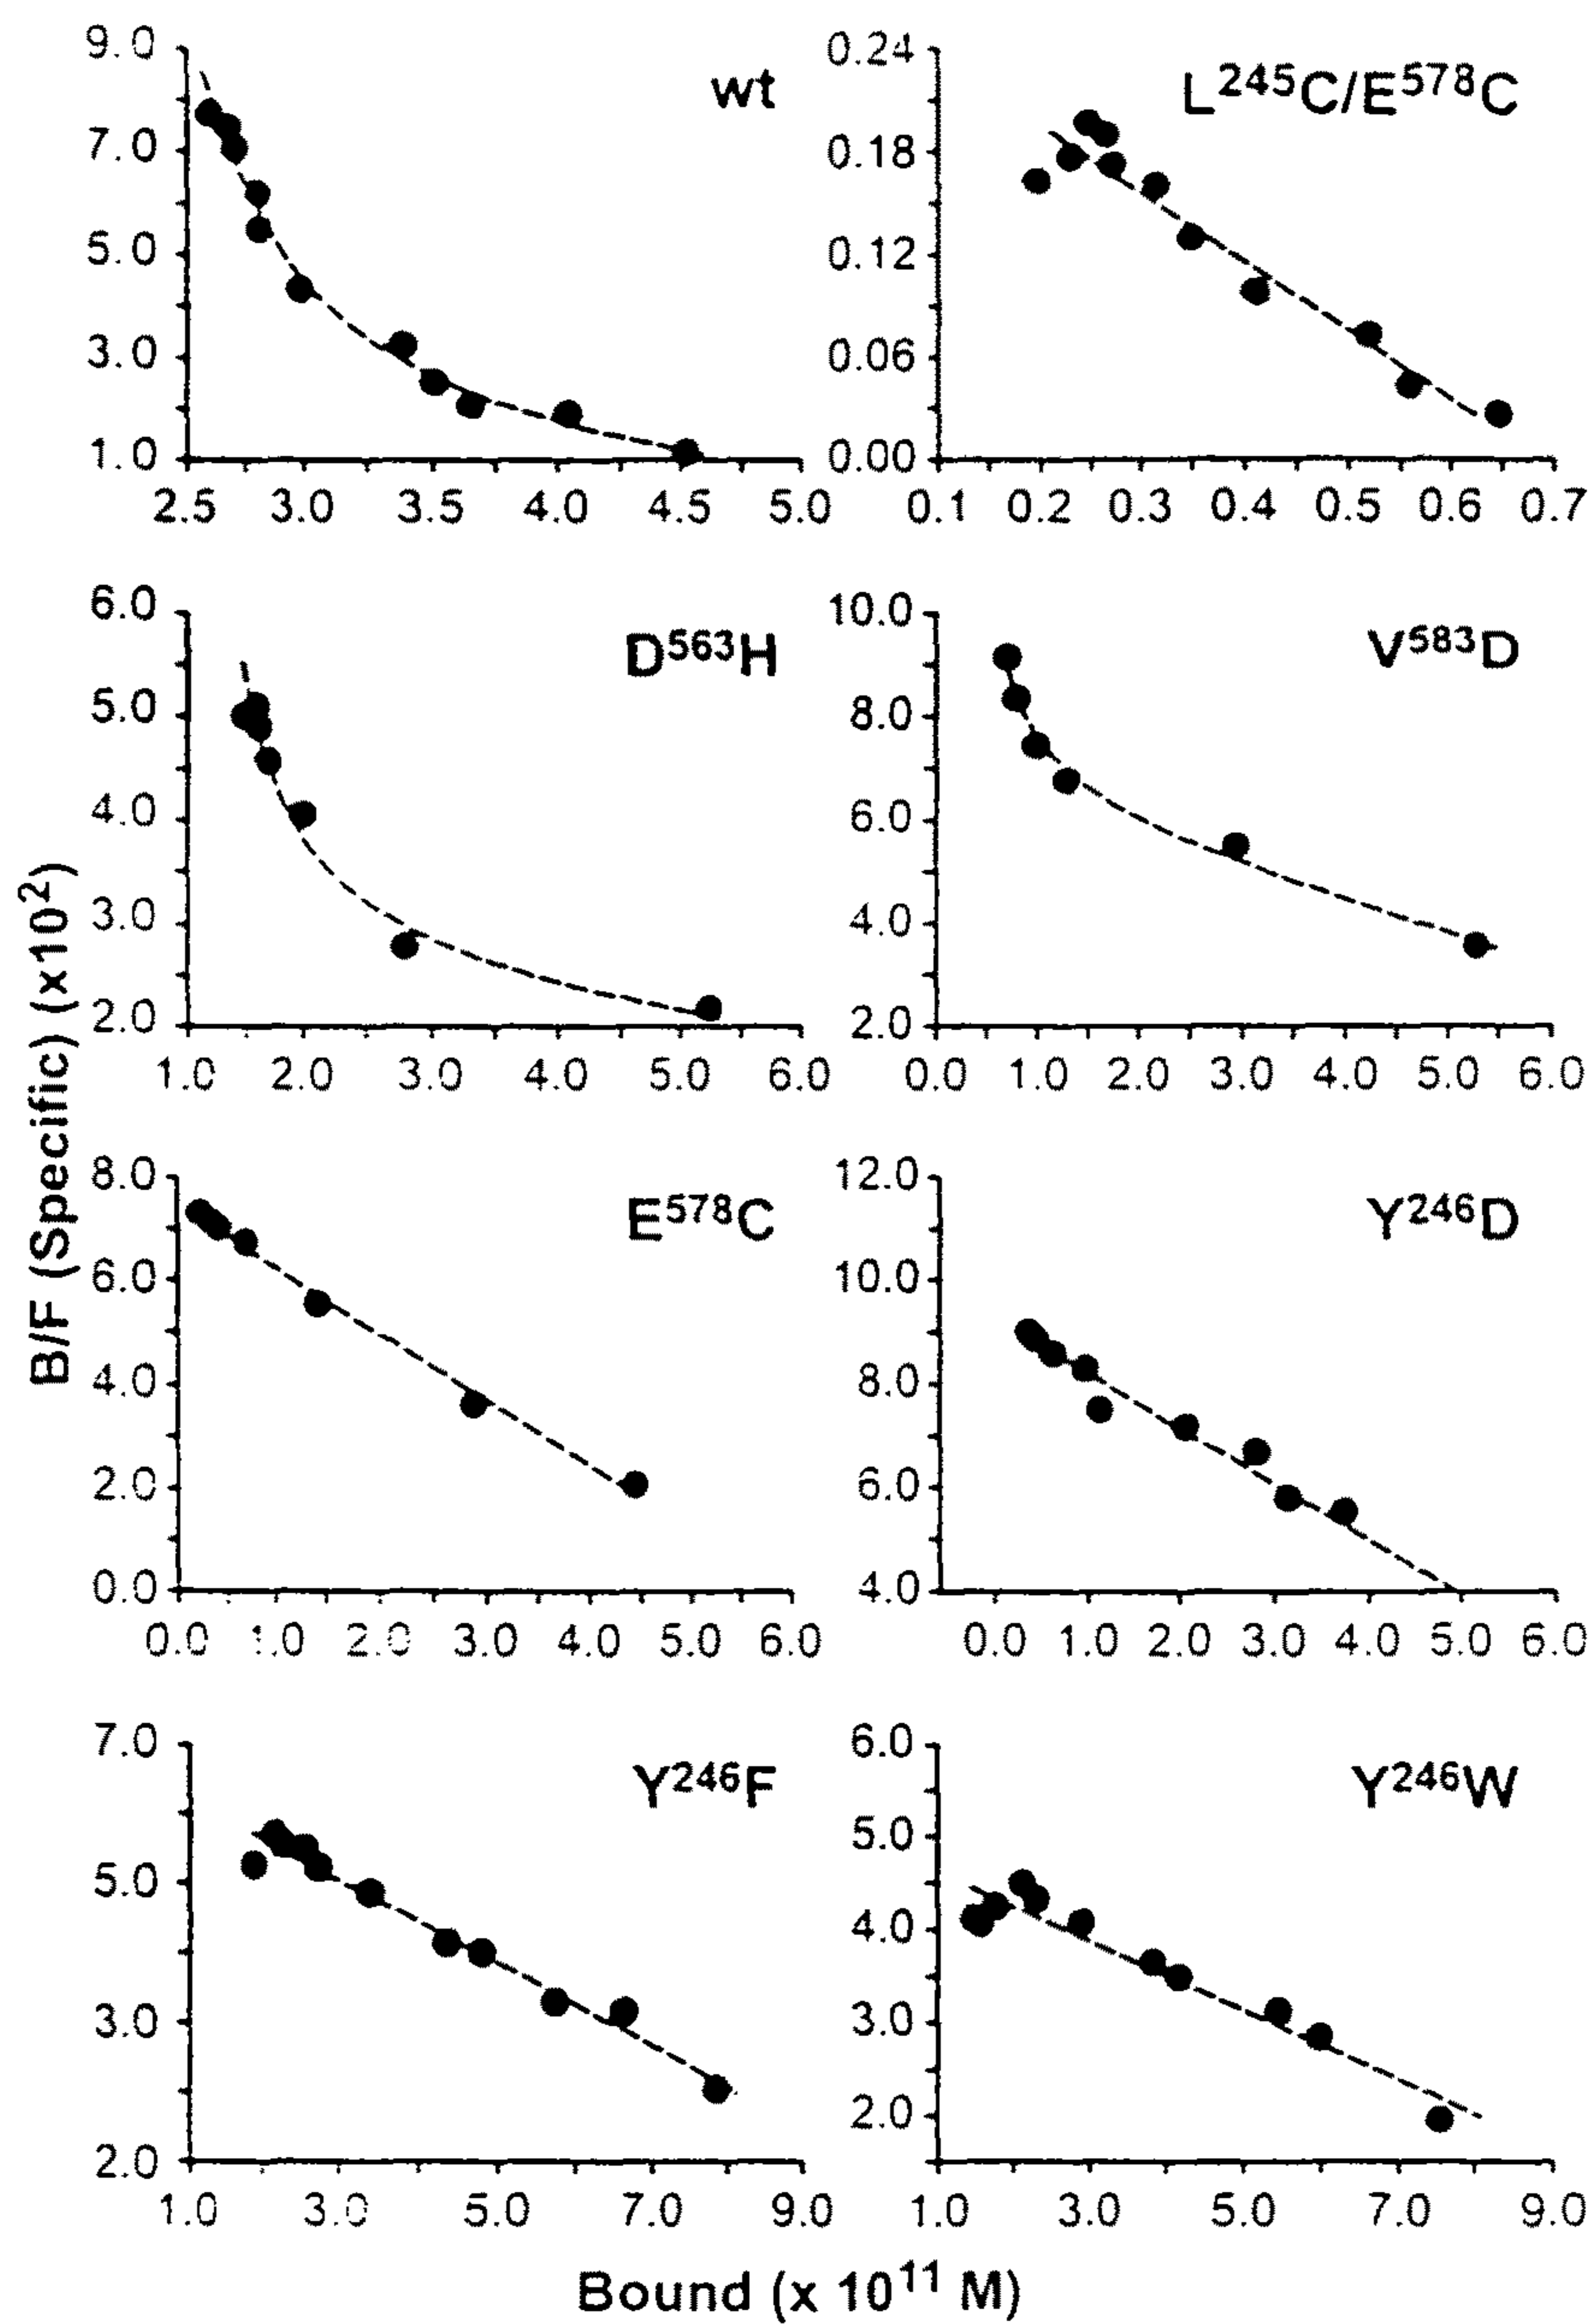 B/F (Specific) (x10²)
wt
9.0
7.0
5.0
3.0
1.0
2.5 3.0 3.5 4.0 4.5 5.0
L²⁴⁵C/E⁵⁷⁸C
0.24
0.18
0.12
0.06
0.00
0.1 0.2 0.3 0.4 0.5 0.6 0.7
D⁵⁶³H
6.0
5.0
4.0
3.0
2.0
1.0 2.0 3.0 4.0 5.0 6.0
V⁵⁸³D
10.0
8.0
6.0
4.0
2.0
0.0 1.0 2.0 3.0 4.0 5.0 6.0
E⁵⁷⁸C
8.0
6.0
4.0
2.0
0.0
0.0 1.0 2.0 3.0 4.0 5.0 6.0
Y²⁴⁶D
12.0
10.0
8.0
6.0
4.0
0.0 1.0 2.0 3.0 4.0 5.0 6.0
Y²⁴⁶F
7.0
5.0
3.0
2.0
1.0 3.0 5.0 7.0 9.0
Y²⁴⁶W
6.0
5.0
4.0
3.0
2.0
1.0 3.0 5.0 7.0 9.0
Bound (x 10¹¹ M)